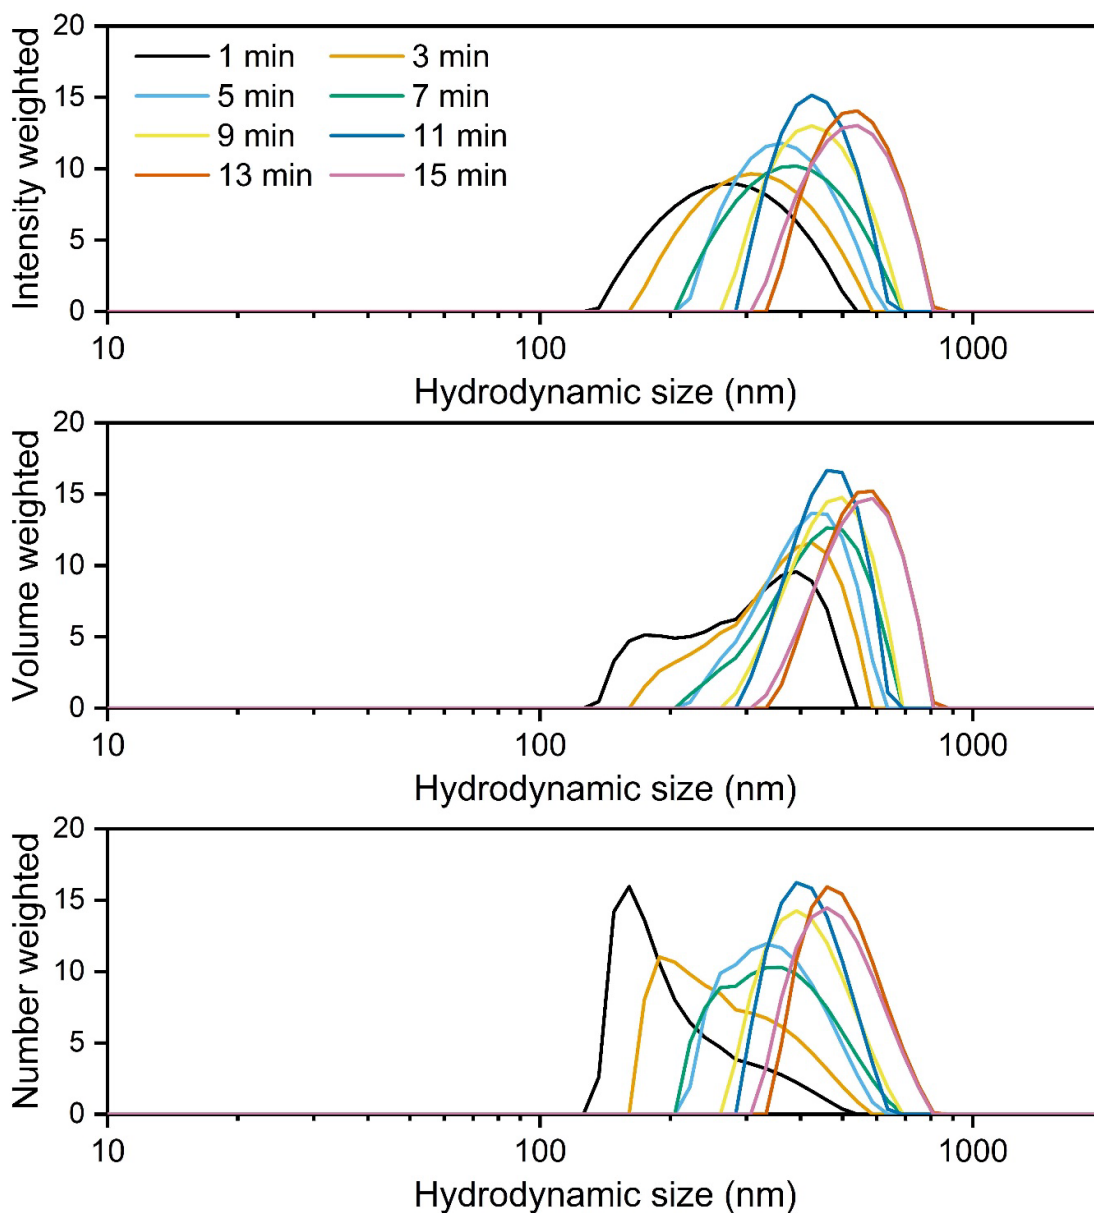 20
1 min 3 min
15
5 min 7 min
9 min 11 min
10
13 min 15 min
5
0
Intensity weighted
10 100 1000
Hydrodynamic size (nm)
20
15
10
5
0
Volume weighted
10 100 1000
Hydrodynamic size (nm)
20
15
10
5
0
Number weighted
10 100 1000
Hydrodynamic size (nm)